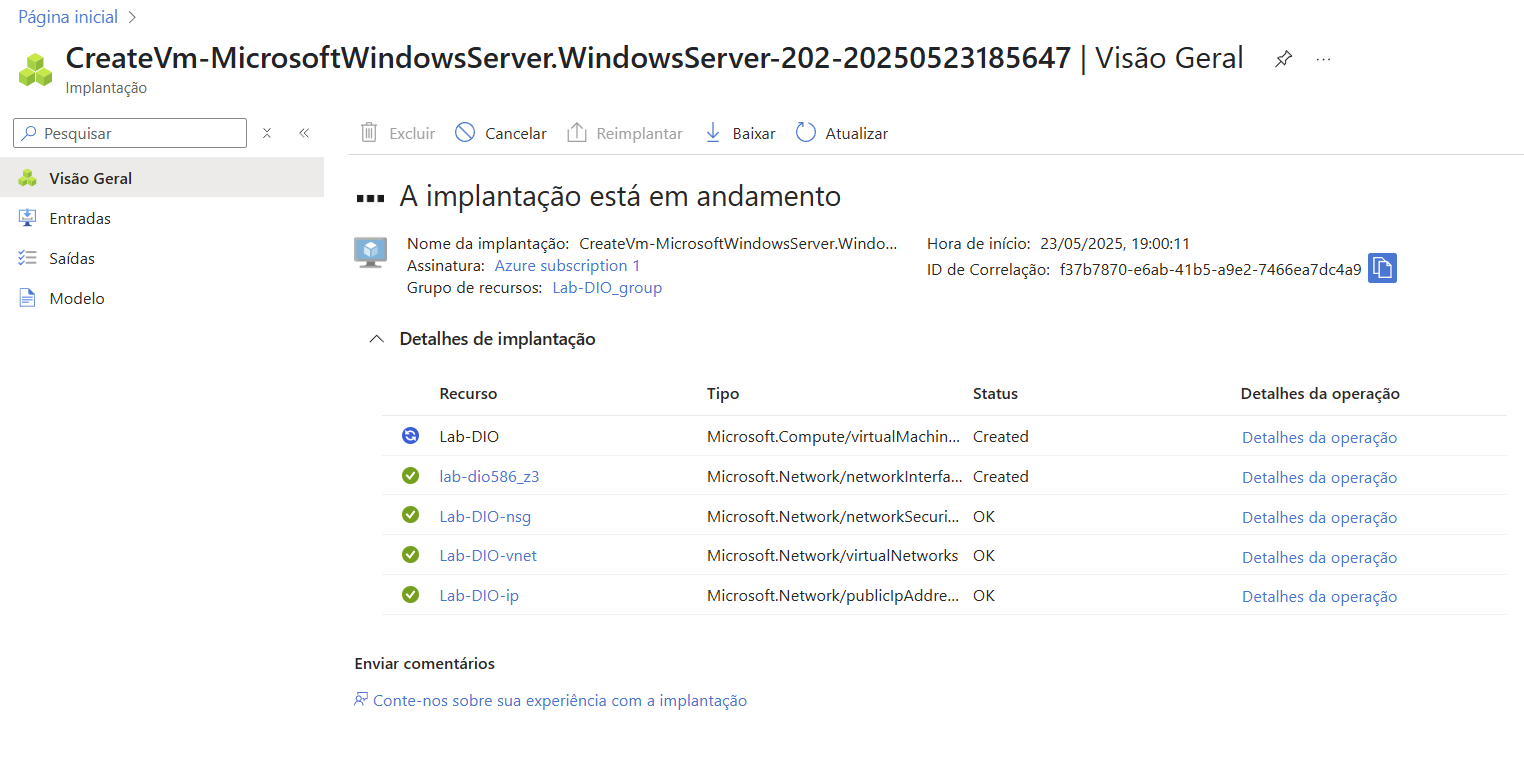 Página inicial
CreateVm-MicrosoftWindowsServer.WindowsServer-202-20250523185647 | Visão Geral
Implantação
Pesquisar
Excluir Cancelar Reimplantar Baixar Atualizar
Visão Geral
Entradas
Saídas
Modelo
A implantação está em andamento
Nome da implantação: CreateVm-MicrosoftWindowsServer.Windo... Hora de início: 23/05/2025, 19:00:11
Assinatura: Azure subscription 1 ID de Correlação: f37b7870-e6ab-41b5-a9e2-7466ea7dc4a9
Grupo de recursos: Lab-DIO_group
Detalhes de implantação
Recurso Tipo Status Detalhes da operação
Lab-DIO Microsoft.Compute/virtualMachin... Created Detalhes da operação
lab-dio586_z3 Microsoft.Network/networkInterfa... Created Detalhes da operação
Lab-DIO-nsg Microsoft.Network/networkSecuri... OK Detalhes da operação
Lab-DIO-vnet Microsoft.Network/virtualNetworks OK Detalhes da operação
Lab-DIO-ip Microsoft.Network/publicIpAddre... OK Detalhes da operação
Enviar comentários
Conte-nos sobre sua experiência com a implantação